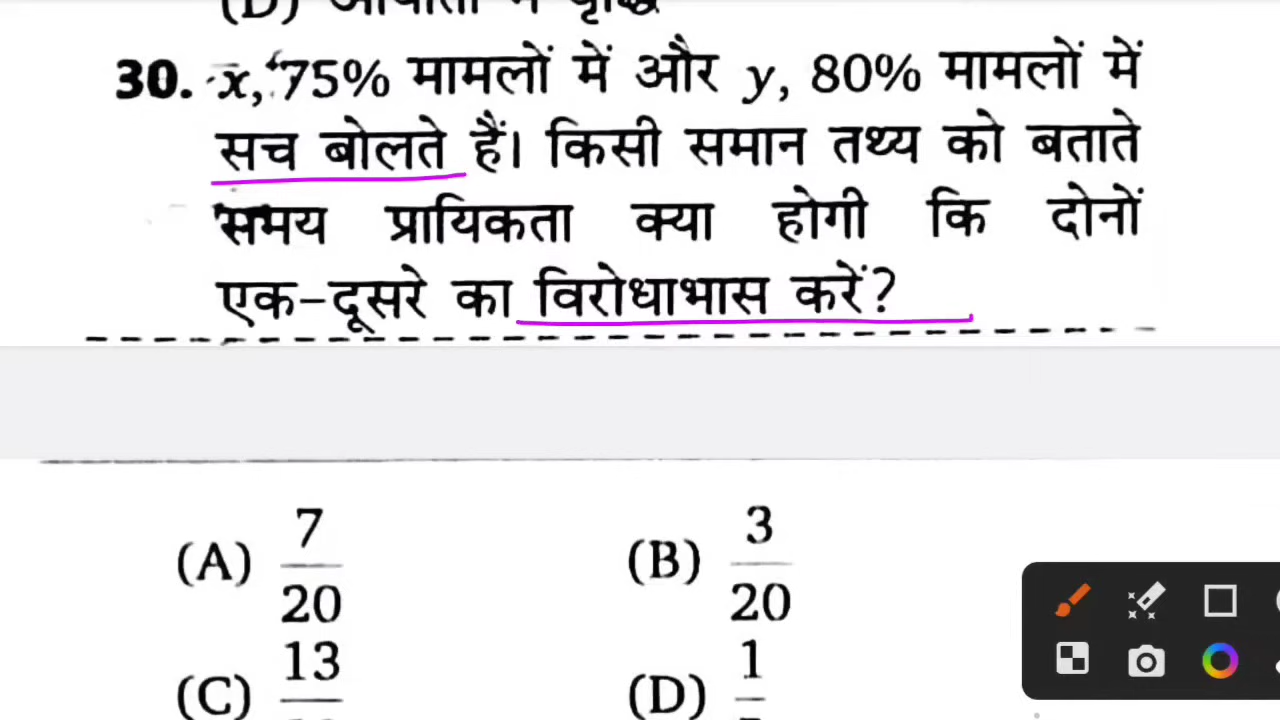 30. x, 75% मामलों में और y, 80% मामलों में
सच बोलते हैं। किसी समान तथ्य को बताते
समय प्रायिकता क्या होगी कि दोनों
एक-दूसरे का विरोधाभास करें?
(A) 7/20 (B) 3/20
(C) 13 (D) 1